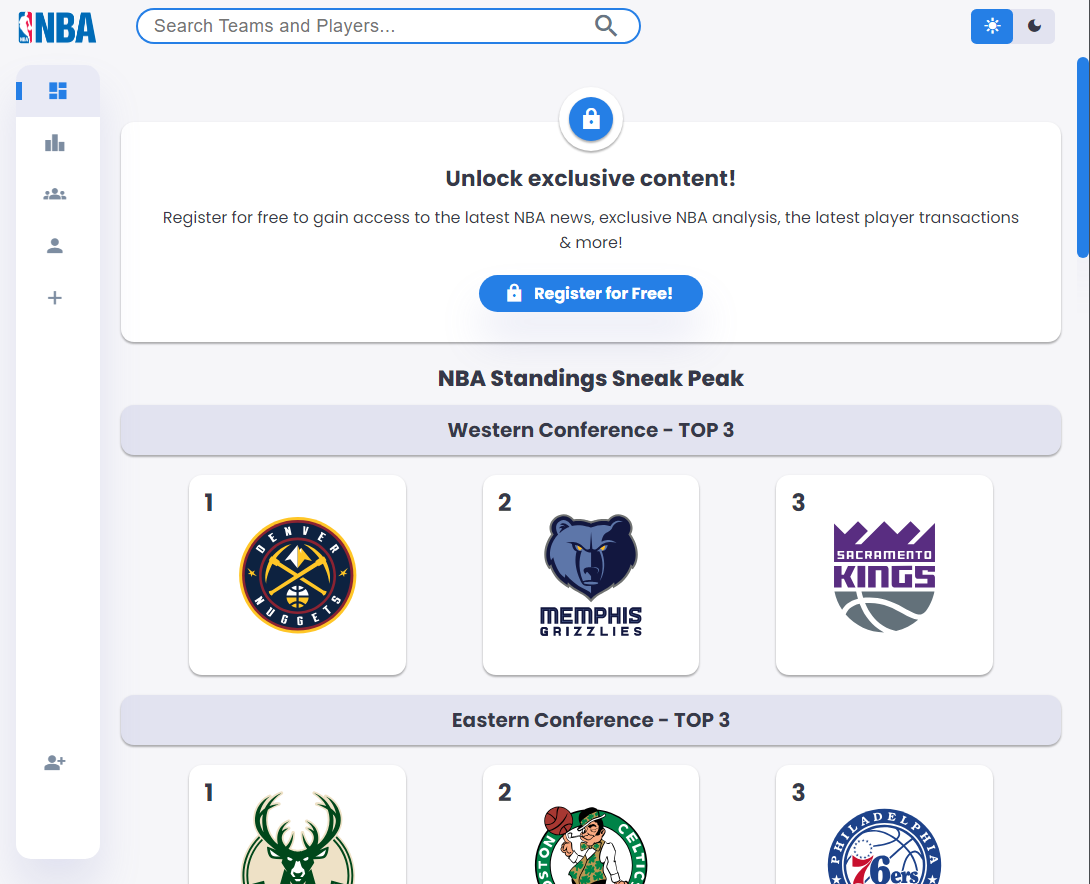 NBA
Search Teams and Players...
Unlock exclusive content!
Register for free to gain access to the latest NBA news, exclusive NBA analysis, the latest player transactions
& more!
Register for Free!
NBA Standings Sneak Peak
Western Conference - TOP 3
1
DENVER
NUGGETS
2
MEMPHIS
GRIZZLIES
3
SACRAMENTO
KINGS
Eastern Conference - TOP 3
1
2
BOSTON CELTICS
3
PHILADELPHIA
76ers